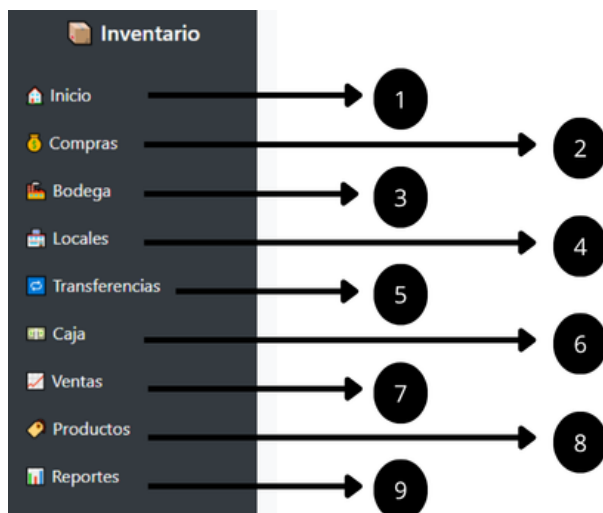 Inventario
Inicio 1
Compras 2
Bodega 3
Locales 4
Transferencias 5
Caja 6
Ventas 7
Productos 8
Reportes 9